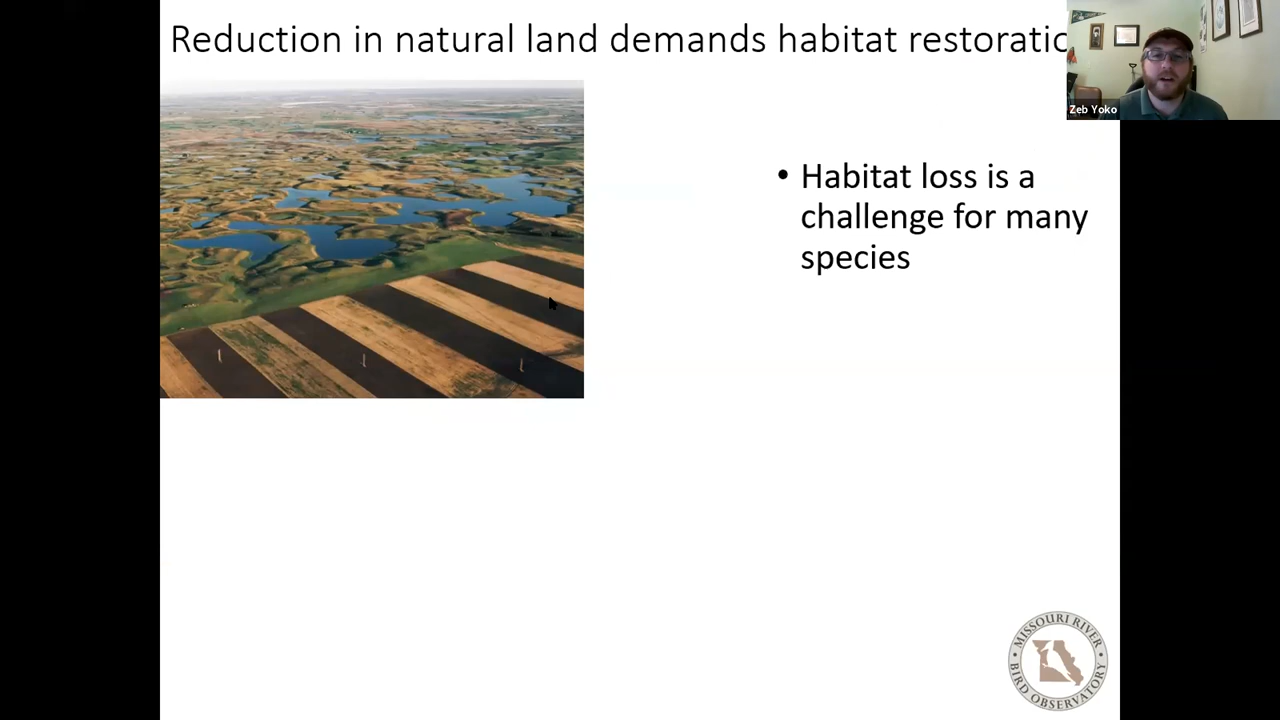 Reduction in natural land demands habitat restoratio
Zeb Yoko
• Habitat loss is a
challenge for many
species
MISSOURI RIVER
BIRD OBSERVATORY